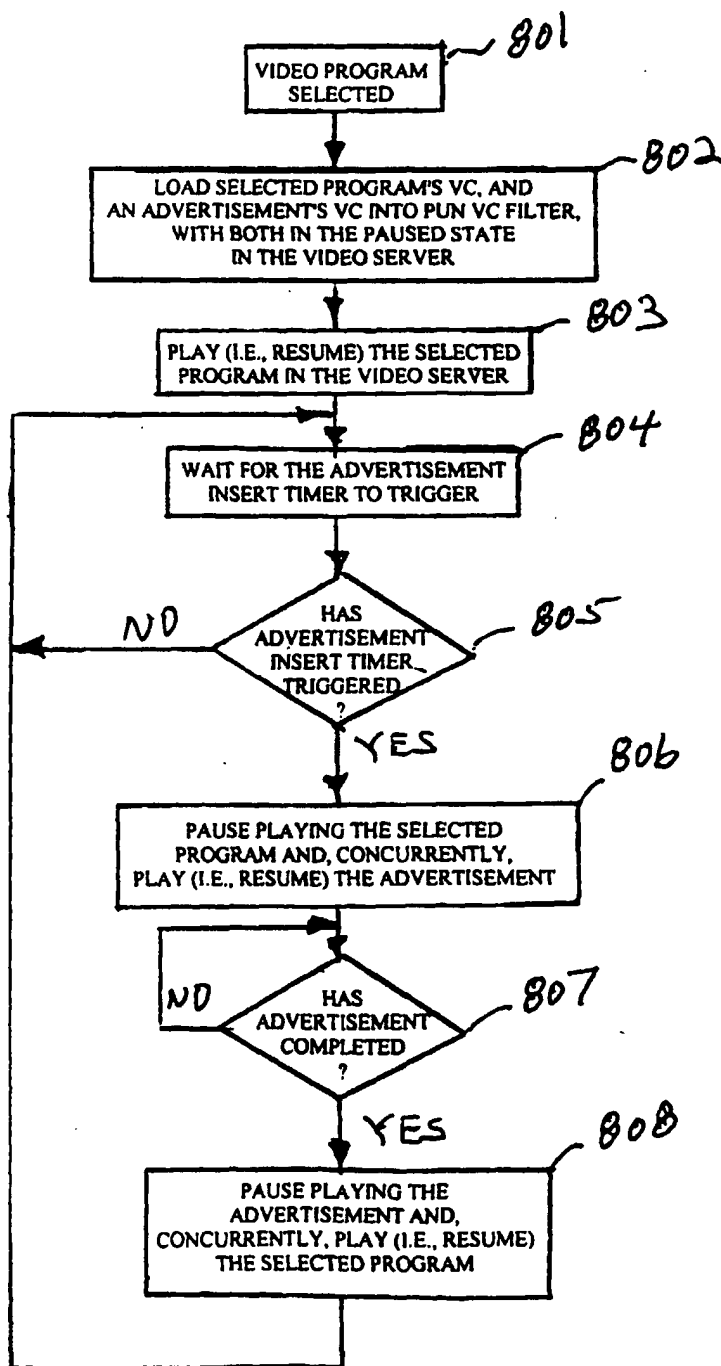 801
VIDEO PROGRAM
SELECTED
802
LOAD SELECTED PROGRAM'S VC, AND
AN ADVERTISEMENT'S VC INTO PUN VC FILTER,
WITH BOTH IN THE PAUSED STATE
IN THE VIDEO SERVER
803
PLAY (I.E., RESUME) THE SELECTED
PROGRAM IN THE VIDEO SERVER
804
WAIT FOR THE ADVERTISEMENT
INSERT TIMER TO TRIGGER
805
NO
HAS
ADVERTISEMENT
INSERT TIMER
TRIGGERED
?
YES
806
PAUSE PLAYING THE SELECTED
PROGRAM AND, CONCURRENTLY,
PLAY (I.E., RESUME) THE ADVERTISEMENT
NO
HAS
ADVERTISEMENT
COMPLETED
?
807
YES
808
PAUSE PLAYING THE
ADVERTISEMENT AND,
CONCURRENTLY, PLAY (I.E., RESUME)
THE SELECTED PROGRAM